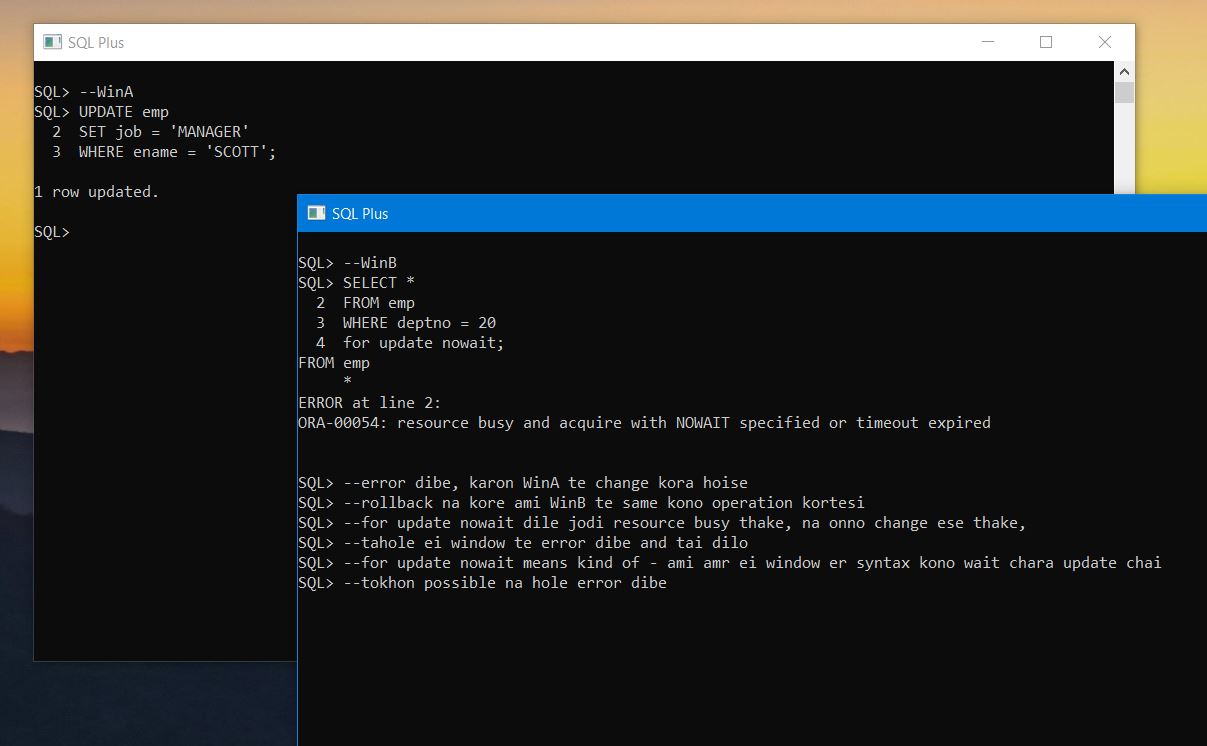 SQL Plus
SQL> --WinA
SQL> UPDATE emp
2 SET job = 'MANAGER'
3 WHERE ename = 'SCOTT';
1 row updated.
SQL>
SQL Plus
SQL> --WinB
SQL> SELECT *
2 FROM emp
3 WHERE deptno = 20
4 for update nowait;
FROM emp
*
ERROR at line 2:
ORA-00054: resource busy and acquire with NOWAIT specified or timeout expired
SQL> --error dibe, karon WinA te change kora hoise
SQL> --rollback na kore ami WinB te same kono operation kortesi
SQL> --for update nowait dile jodi resource busy thake, na onno change ese thake,
SQL> --tahole ei window te error dibe and tai dilo
SQL> --for update nowait means kind of - ami amr ei window er syntax kono wait chara update chai
SQL> --tokhon possible na hole error dibe